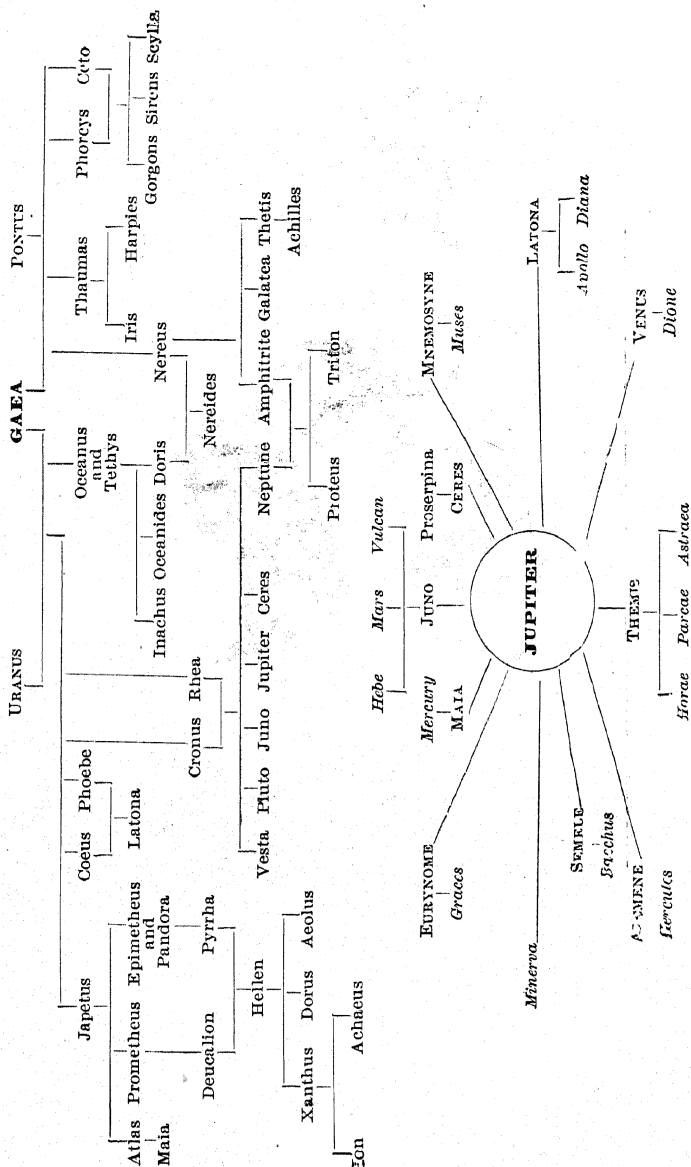 URANUS GAEA PONTUS
Japetus Coeus Phoebe Oceanus Thaumas Phorcys Ceto
and
Tethys
Atlas Prometheus Epimetheus Latona Iris Harpies Gorgons Sirens Scylla
and
Pandora
Maia Inachus Oceanides Doris Nereus
Deucalion Pyrrha Cronus Rhea Nereides
Hellen Vesta Pluto Juno Jupiter Ceres Neptune Amphitrite Galatea Thetis
Achilles
Xanthus Dorus Aeolus Proteus Triton
Achaeus
Hebe Mars Vulcan
EURYNOME Mercury JUNO Proserpina MNEMOSYNE
Graces MAIA CERES Muses
Minerva JUPITER LATONA
Apollo Diana
SEMELE
Bacchus
THEMIS VENUS
Hercules Dione
Horae Parcae Astraea